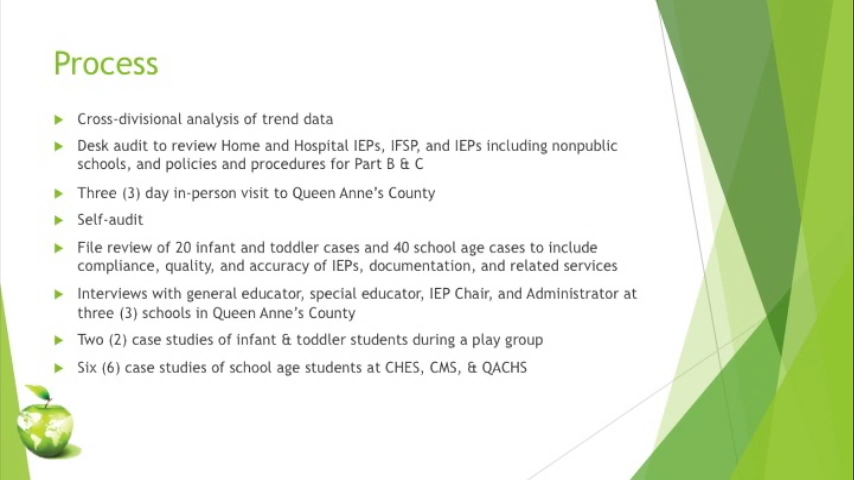 Process
Cross-divisional analysis of trend data
Desk audit to review Home and Hospital IEPs, IFSP, and IEPs including nonpublic
schools, and policies and procedures for Part B & C
Three (3) day in-person visit to Queen Anne's County
Self-audit
File review of 20 infant and toddler cases and 40 school age cases to include
compliance, quality, and accuracy of IEPs, documentation, and related services
Interviews with general educator, special educator, IEP Chair, and Administrator at
three (3) schools in Queen Anne's County
Two (2) case studies of infant & toddler students during a play group
Six (6) case studies of school age students at CHES, CMS, & QACHS